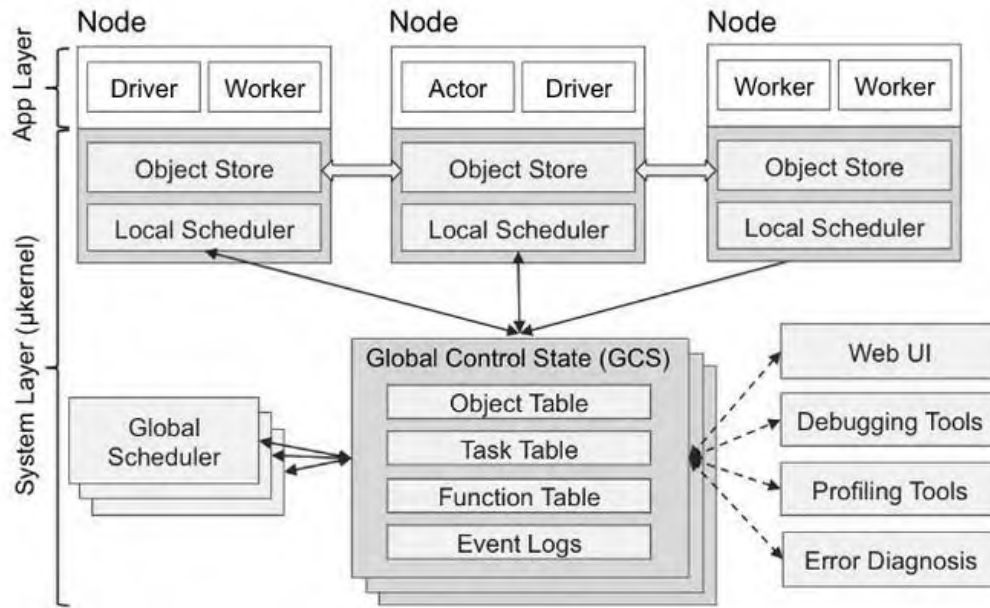 Node
Node
Node
App Layer
Driver
Worker
Actor
Driver
Worker
Worker
Object Store
Object Store
Object Store
Local Scheduler
Local Scheduler
Local Scheduler
System Layer (μkernel)
Global Control State (GCS)
Object Table
Task Table
Function Table
Event Logs
Global
Scheduler
Web UI
Debugging Tools
Profiling Tools
Error Diagnosis